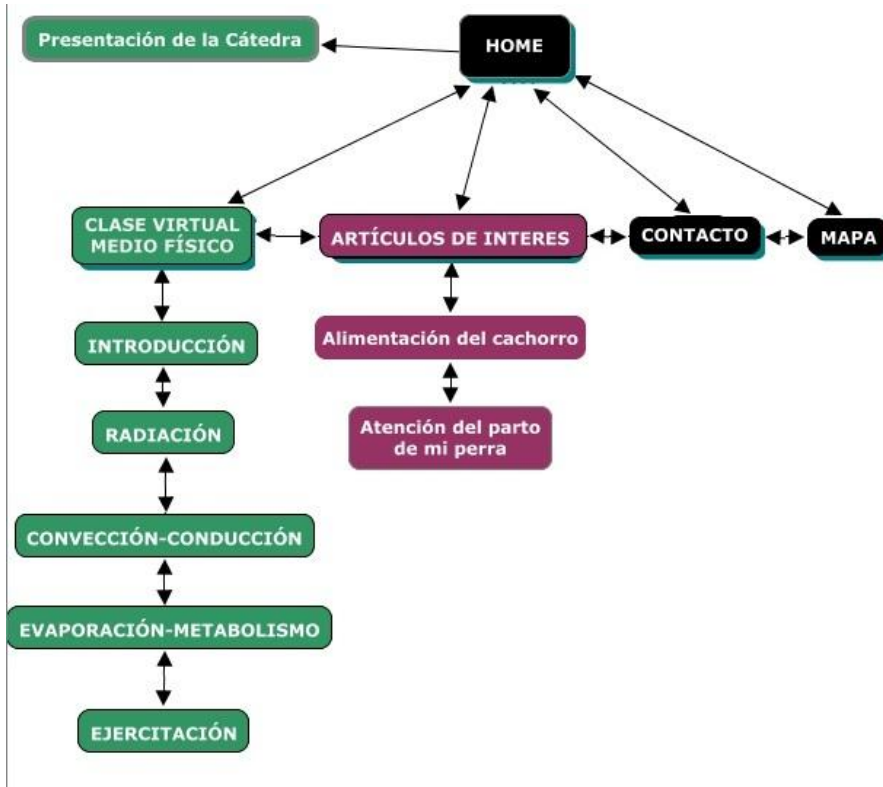 Presentación de la Cátedra
HOME
CLASE VIRTUAL
MEDIO FÍSICO
ARTÍCULOS DE INTERES
CONTACTO
MAPA
INTRODUCCIÓN
Alimentación del cachorro
RADIACIÓN
Atención del parto
de mi perra
CONVECCIÓN-CONDUCCIÓN
EVAPORACIÓN-METABOLISMO
EJERCITACIÓN